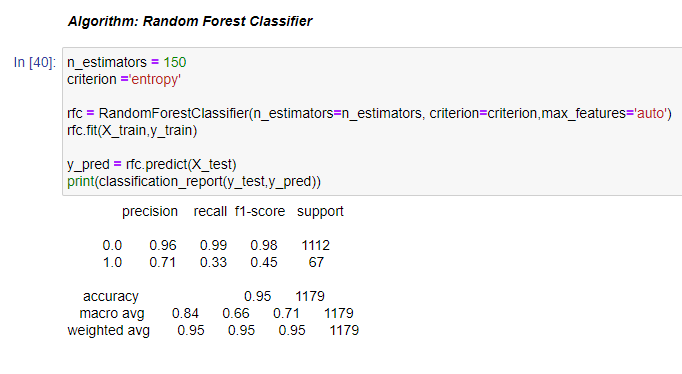 Algorithm: Random Forest Classifier
In [40]: n_estimators = 150
criterion ='entropy'
rfc = RandomForestClassifier(n_estimators=n_estimators, criterion=criterion,max_features='auto')
rfc.fit(X_train,y_train)
y_pred = rfc.predict(X_test)
print(classification_report(y_test,y_pred))
precision recall f1-score support
0.0 0.96 0.99 0.98 1112
1.0 0.71 0.33 0.45 67
accuracy 0.95 1179
macro avg 0.84 0.66 0.71 1179
weighted avg 0.95 0.95 0.95 1179